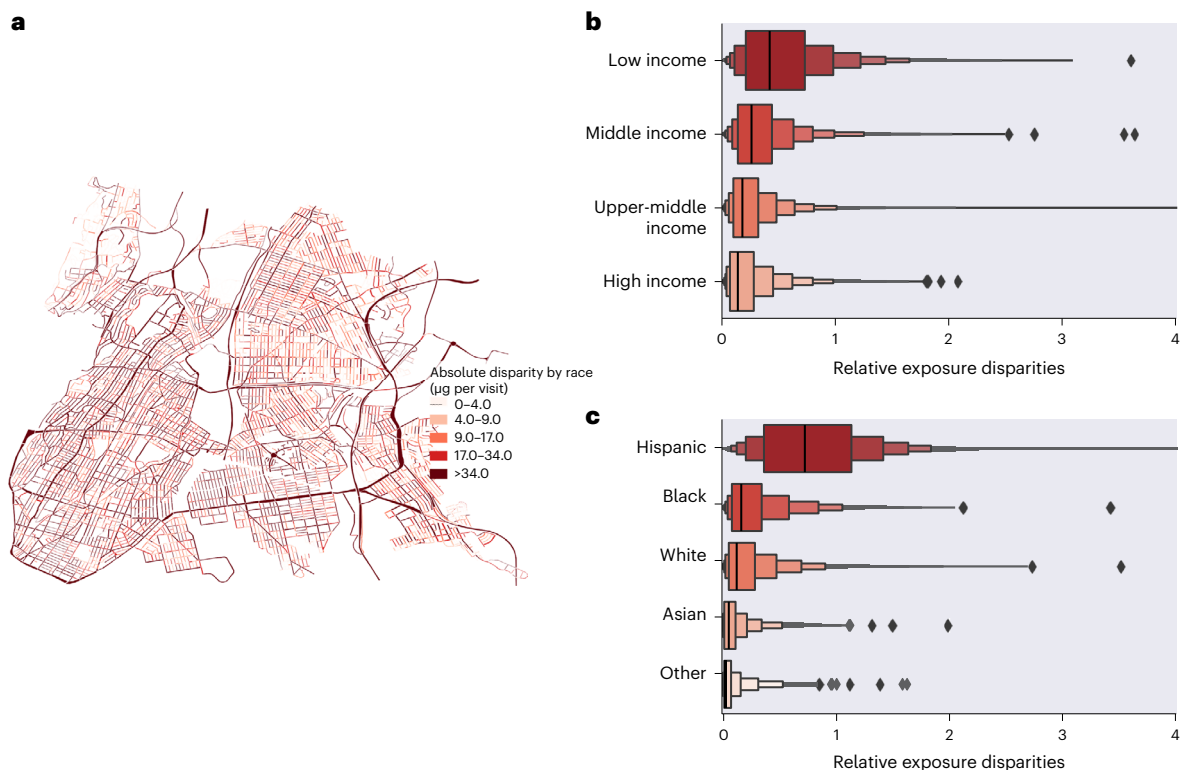 a
Absolute disparity by race
(µg per visit)
0–4.0
4.0–9.0
9.0–17.0
17.0–34.0
>34.0
b
Low income
Middle income
Upper-middle
income
High income
0 1 2 3 4
Relative exposure disparities
c
Hispanic
Black
White
Asian
Other
0 1 2 3 4
Relative exposure disparities